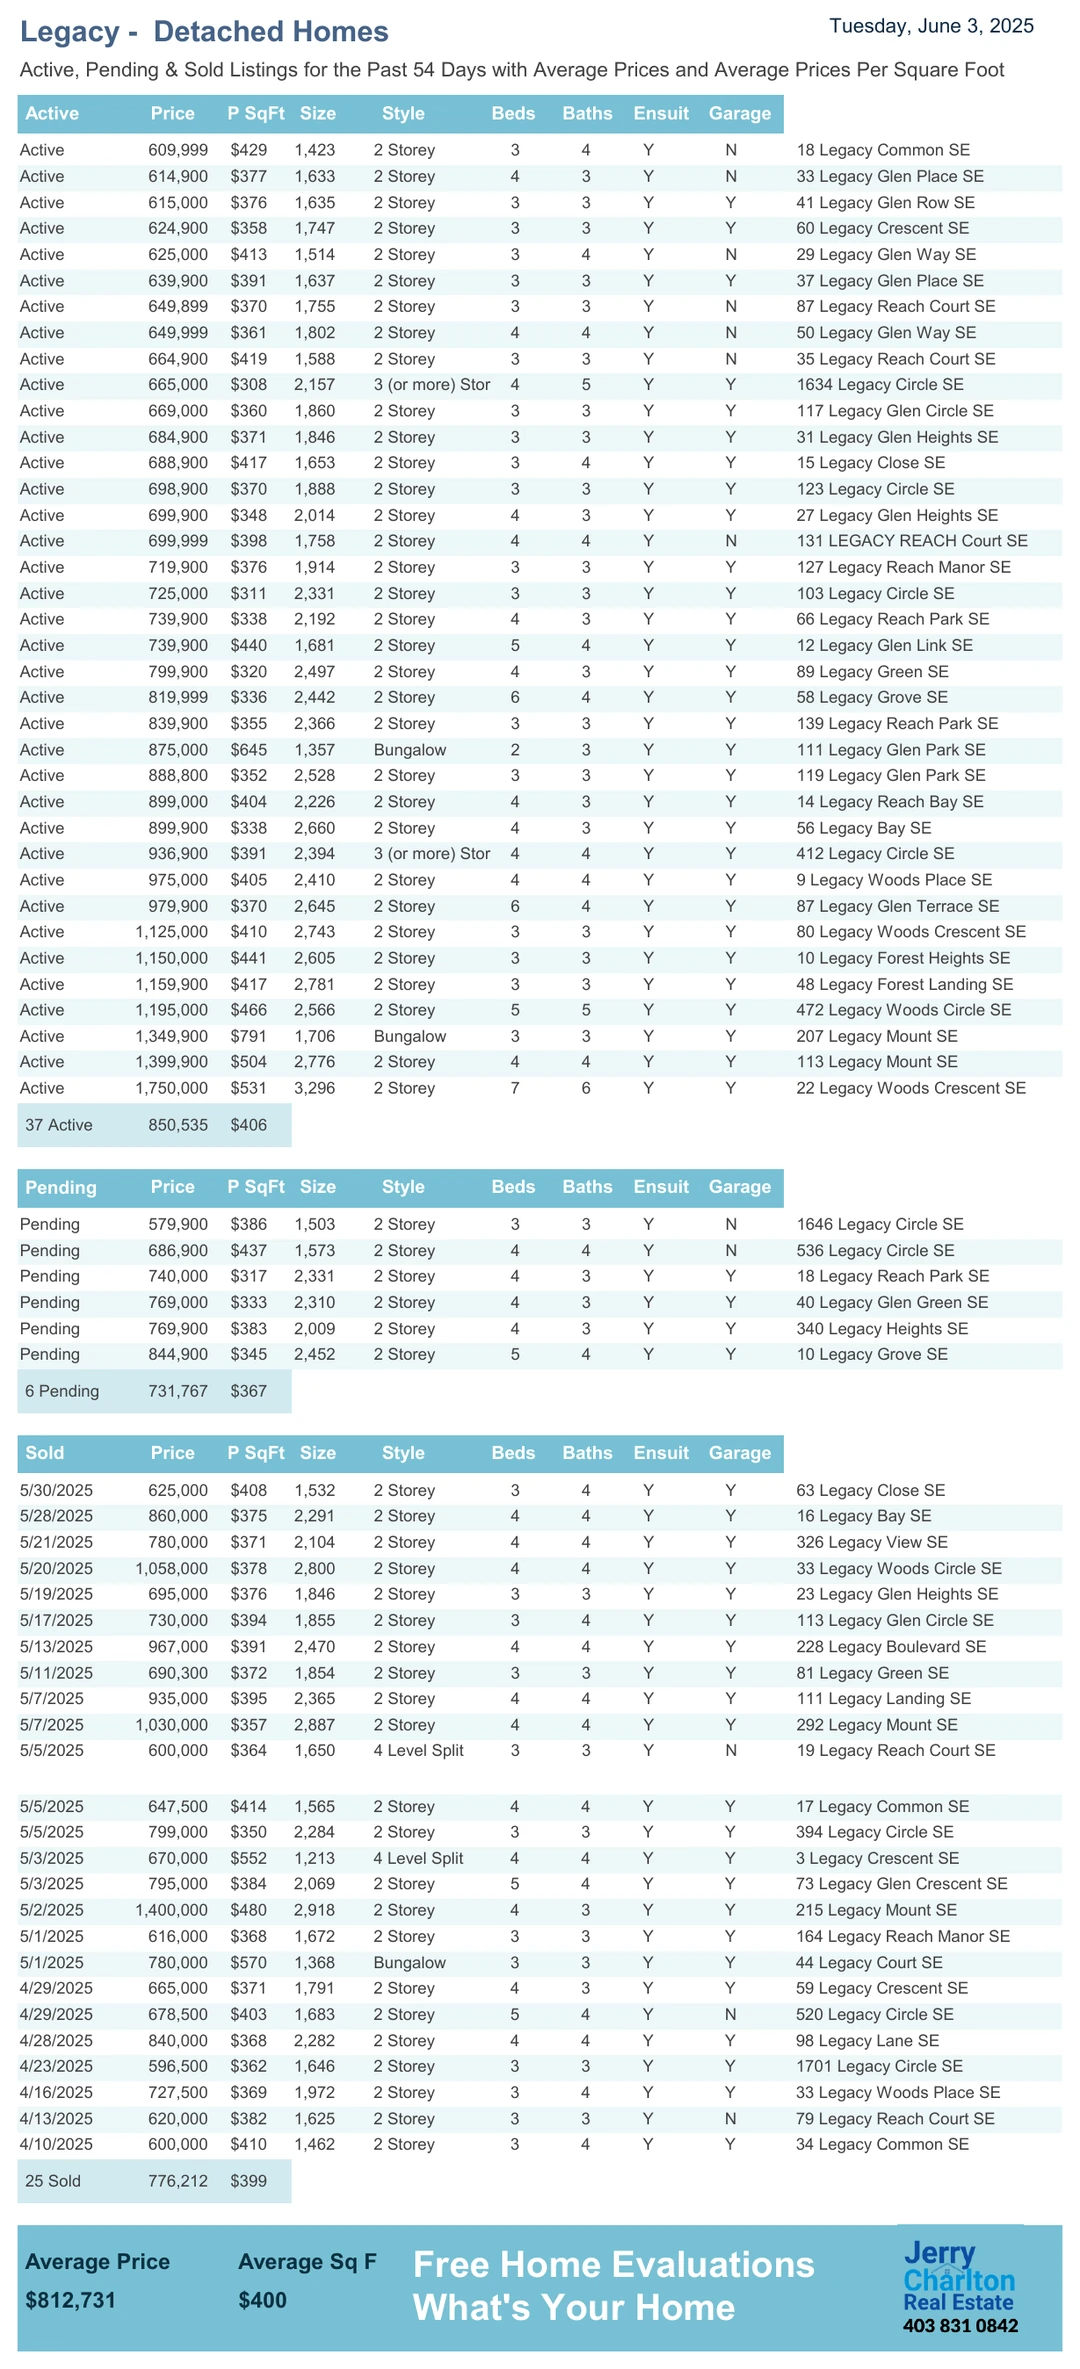 Legacy - Detached Homes
Tuesday, June 3, 2025
Active, Pending & Sold Listings for the Past 54 Days with Average Prices and Average Prices Per Square Foot
Active Price P SqFt Size Style Beds Baths Ensuit Garage
Active 609,999 $429 1,423 2 Storey 3 4 Y N 18 Legacy Common SE
Active 614,900 $377 1,633 2 Storey 4 3 Y N 33 Legacy Glen Place SE
Active 615,000 $376 1,635 2 Storey 3 3 Y Y 41 Legacy Glen Row SE
Active 624,900 $358 1,747 2 Storey 3 3 Y Y 60 Legacy Crescent SE
Active 625,000 $413 1,514 2 Storey 3 4 Y N 29 Legacy Glen Way SE
Active 639,900 $391 1,637 2 Storey 3 3 Y Y 37 Legacy Glen Place SE
Active 649,899 $370 1,755 2 Storey 3 3 Y N 87 Legacy Reach Court SE
Active 649,999 $361 1,802 2 Storey 4 4 Y N 50 Legacy Glen Way SE
Active 664,900 $419 1,588 2 Storey 3 3 Y N 35 Legacy Reach Court SE
Active 665,000 $308 2,157 3 (or more) Stor 4 5 Y Y 1634 Legacy Circle SE
Active 669,000 $360 1,860 2 Storey 3 3 Y Y 117 Legacy Glen Circle SE
Active 684,900 $371 1,846 2 Storey 3 3 Y Y 31 Legacy Glen Heights SE
Active 688,900 $417 1,653 2 Storey 3 4 Y Y 15 Legacy Close SE
Active 698,900 $370 1,888 2 Storey 3 3 Y Y 123 Legacy Circle SE
Active 699,900 $348 2,014 2 Storey 4 3 Y Y 27 Legacy Glen Heights SE
Active 699,999 $398 1,758 2 Storey 4 4 Y N 131 LEGACY REACH Court SE
Active 719,900 $376 1,914 2 Storey 3 3 Y Y 127 Legacy Reach Manor SE
Active 725,000 $311 2,331 2 Storey 3 3 Y Y 103 Legacy Circle SE
Active 739,900 $338 2,192 2 Storey 4 3 Y Y 66 Legacy Reach Park SE
Active 739,900 $440 1,681 2 Storey 5 4 Y Y 12 Legacy Glen Link SE
Active 799,900 $320 2,497 2 Storey 4 3 Y Y 89 Legacy Green SE
Active 819,999 $336 2,442 2 Storey 6 4 Y Y 58 Legacy Grove SE
Active 839,900 $355 2,366 2 Storey 3 3 Y Y 139 Legacy Reach Park SE
Active 875,000 $645 1,357 Bungalow 2 3 Y Y 111 Legacy Glen Park SE
Active 888,800 $352 2,528 2 Storey 3 3 Y Y 119 Legacy Glen Park SE
Active 899,000 $404 2,226 2 Storey 4 3 Y Y 14 Legacy Reach Bay SE
Active 899,900 $338 2,660 2 Storey 4 3 Y Y 56 Legacy Bay SE
Active 936,900 $391 2,394 3 (or more) Stor 4 4 Y Y 412 Legacy Circle SE
Active 975,000 $405 2,410 2 Storey 4 4 Y Y 9 Legacy Woods Place SE
Active 979,900 $370 2,645 2 Storey 6 4 Y Y 87 Legacy Glen Terrace SE
Active 1,125,000 $410 2,743 2 Storey 3 3 Y Y 80 Legacy Woods Crescent SE
Active 1,150,000 $441 2,605 2 Storey 3 3 Y Y 10 Legacy Forest Heights SE
Active 1,159,900 $417 2,781 2 Storey 3 3 Y Y 48 Legacy Forest Landing SE
Active 1,195,000 $466 2,566 2 Storey 5 5 Y Y 472 Legacy Woods Circle SE
Active 1,349,900 $791 1,706 Bungalow 3 3 Y Y 207 Legacy Mount SE
Active 1,399,900 $504 2,776 2 Storey 4 4 Y Y 113 Legacy Mount SE
Active 1,750,000 $531 3,296 2 Storey 7 6 Y Y 22 Legacy Woods Crescent SE
37 Active 850,535 $406
Pending Price P SqFt Size Style Beds Baths Ensuit Garage
Pending 579,900 $386 1,503 2 Storey 3 3 Y N 1646 Legacy Circle SE
Pending 686,900 $437 1,573 2 Storey 4 4 Y N 536 Legacy Circle SE
Pending 740,000 $317 2,331 2 Storey 4 3 Y Y 18 Legacy Reach Park SE
Pending 769,000 $333 2,310 2 Storey 4 3 Y Y 40 Legacy Glen Green SE
Pending 769,900 $383 2,009 2 Storey 4 3 Y Y 340 Legacy Heights SE
Pending 844,900 $345 2,452 2 Storey 5 4 Y Y 10 Legacy Grove SE
6 Pending 731,767 $367
Sold Price P SqFt Size Style Beds Baths Ensuit Garage
5/30/2025 625,000 $408 1,532 2 Storey 3 4 Y Y 63 Legacy Close SE
5/28/2025 860,000 $375 2,291 2 Storey 4 4 Y Y 16 Legacy Bay SE
5/21/2025 780,000 $371 2,104 2 Storey 4 4 Y Y 326 Legacy View SE
5/20/2025 1,058,000 $378 2,800 2 Storey 4 4 Y Y 33 Legacy Woods Circle SE
5/19/2025 695,000 $376 1,846 2 Storey 3 3 Y Y 23 Legacy Glen Heights SE
5/17/2025 730,000 $394 1,855 2 Storey 3 4 Y Y 113 Legacy Glen Circle SE
5/13/2025 967,000 $391 2,470 2 Storey 4 4 Y Y 228 Legacy Boulevard SE
5/11/2025 690,300 $372 1,854 2 Storey 3 3 Y Y 81 Legacy Green SE
5/7/2025 935,000 $395 2,365 2 Storey 4 4 Y Y 111 Legacy Landing SE
5/7/2025 1,030,000 $357 2,887 2 Storey 4 4 Y Y 292 Legacy Mount SE
5/5/2025 600,000 $364 1,650 4 Level Split 3 3 Y N 19 Legacy Reach Court SE
5/5/2025 647,500 $414 1,565 2 Storey 4 4 Y Y 17 Legacy Common SE
5/5/2025 799,000 $350 2,284 2 Storey 3 3 Y Y 394 Legacy Circle SE
5/3/2025 670,000 $552 1,213 4 Level Split 4 4 Y Y 3 Legacy Crescent SE
5/3/2025 795,000 $384 2,069 2 Storey 5 4 Y Y 73 Legacy Glen Crescent SE
5/2/2025 1,400,000 $480 2,918 2 Storey 4 3 Y Y 215 Legacy Mount SE
5/1/2025 616,000 $368 1,672 2 Storey 3 3 Y Y 164 Legacy Reach Manor SE
5/1/2025 780,000 $570 1,368 Bungalow 3 3 Y Y 44 Legacy Court SE
4/29/2025 665,000 $371 1,791 2 Storey 4 3 Y Y 59 Legacy Crescent SE
4/29/2025 678,500 $403 1,683 2 Storey 5 4 Y N 520 Legacy Circle SE
4/28/2025 840,000 $368 2,282 2 Storey 4 4 Y Y 98 Legacy Lane SE
4/23/2025 596,500 $362 1,646 2 Storey 3 3 Y Y 1701 Legacy Circle SE
4/16/2025 727,500 $369 1,972 2 Storey 3 4 Y Y 33 Legacy Woods Place SE
4/13/2025 620,000 $382 1,625 2 Storey 3 3 Y N 79 Legacy Reach Court SE
4/10/2025 600,000 $410 1,462 2 Storey 3 4 Y Y 34 Legacy Common SE
25 Sold 776,212 $399
Average Price Average Sq F
$812,731 $400
Free Home Evaluations
What's Your Home
Jerry
Charlton
Real Estate
403 831 0842